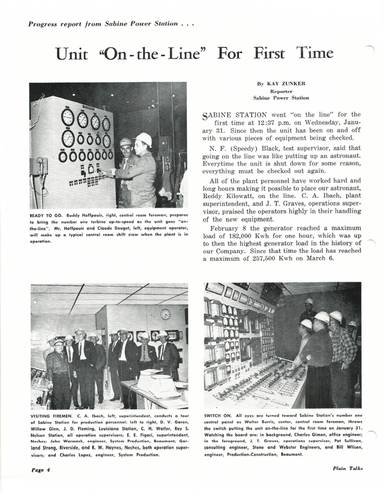 Progress report from Sabine Power Station . . .
Unit "On-the-Line" For First Time
READY TO GO. Buddy Halfpauir, right, control room foreman, prepares
to bring the number one turbine up-to-speed as the unit goes "on-
the-line". Mr. Halfpauir and Claude Daugat, left, equipment operator,
will make up a typical control room shift crew when the plant is in
operation.
By KAY ZUNKER
Reporter
Sabine Power Station
SABINE STATION went "on the line" for the
first time at 12:37 p.m. on Wednesday, Janu-
ary 31. Since then the unit has been on and off
with various pieces of equipment being checked.
N. F. (Speedy) Black, test supervisor, said that
going on the line was like putting up an astronaut.
Everytime the unit is shut down for some reason,
everything must be checked out again.
All of the plant personnel have worked hard and
long hours making it possible to place our astronaut,
Reddy Kilowatt, on the line. C. A. Ibach, plant
superintendent, and J. T. Graves, operations super-
visor, praised the operators highly in their handling
of the new equipment.
February 8 the generator reached a maximum
load of 182,000 Kwh for one hour, which was up
to then the highest generator load in the history of
our Company. Since that time the load has reached
a maximum of 257,500 Kwh on March 6.
VISITING FIREMEN. C. A. Ibach, left, superintendent, conducts a tour
of Sabine Station for production personnel: left to right, D. V. Garen,
Willow Glen, J. D. Fleming, Louisiana Station, C. H. Watler, Roy S.
Nelson Station, all operation supervisors; E. E. superintendent,
Neches; John Wommack, engineer, System Production, Beaumont; Gar-
land Strong, Riverside, and R. W. Haynes, Neches, both operation super-
visors; and Charles Lopez, engineer, System Production.
SWITCH ON. All eyes are turned toward Sabine Station's number one
control panel as Walter Burris, center, control room foreman, throws
the switch putting the unit on-the-line for the first time on January 31.
Watching the board are: in background, Charles Giman, office engineer;
in the foreground, J. T. Graves, operations supervisor, Pat Sullivan,
consulting engineer, Stone and Webster Engineers, and Bill Wilson,
engineer, Production-Construction, Beaumont.
Page 4
Plain Talks